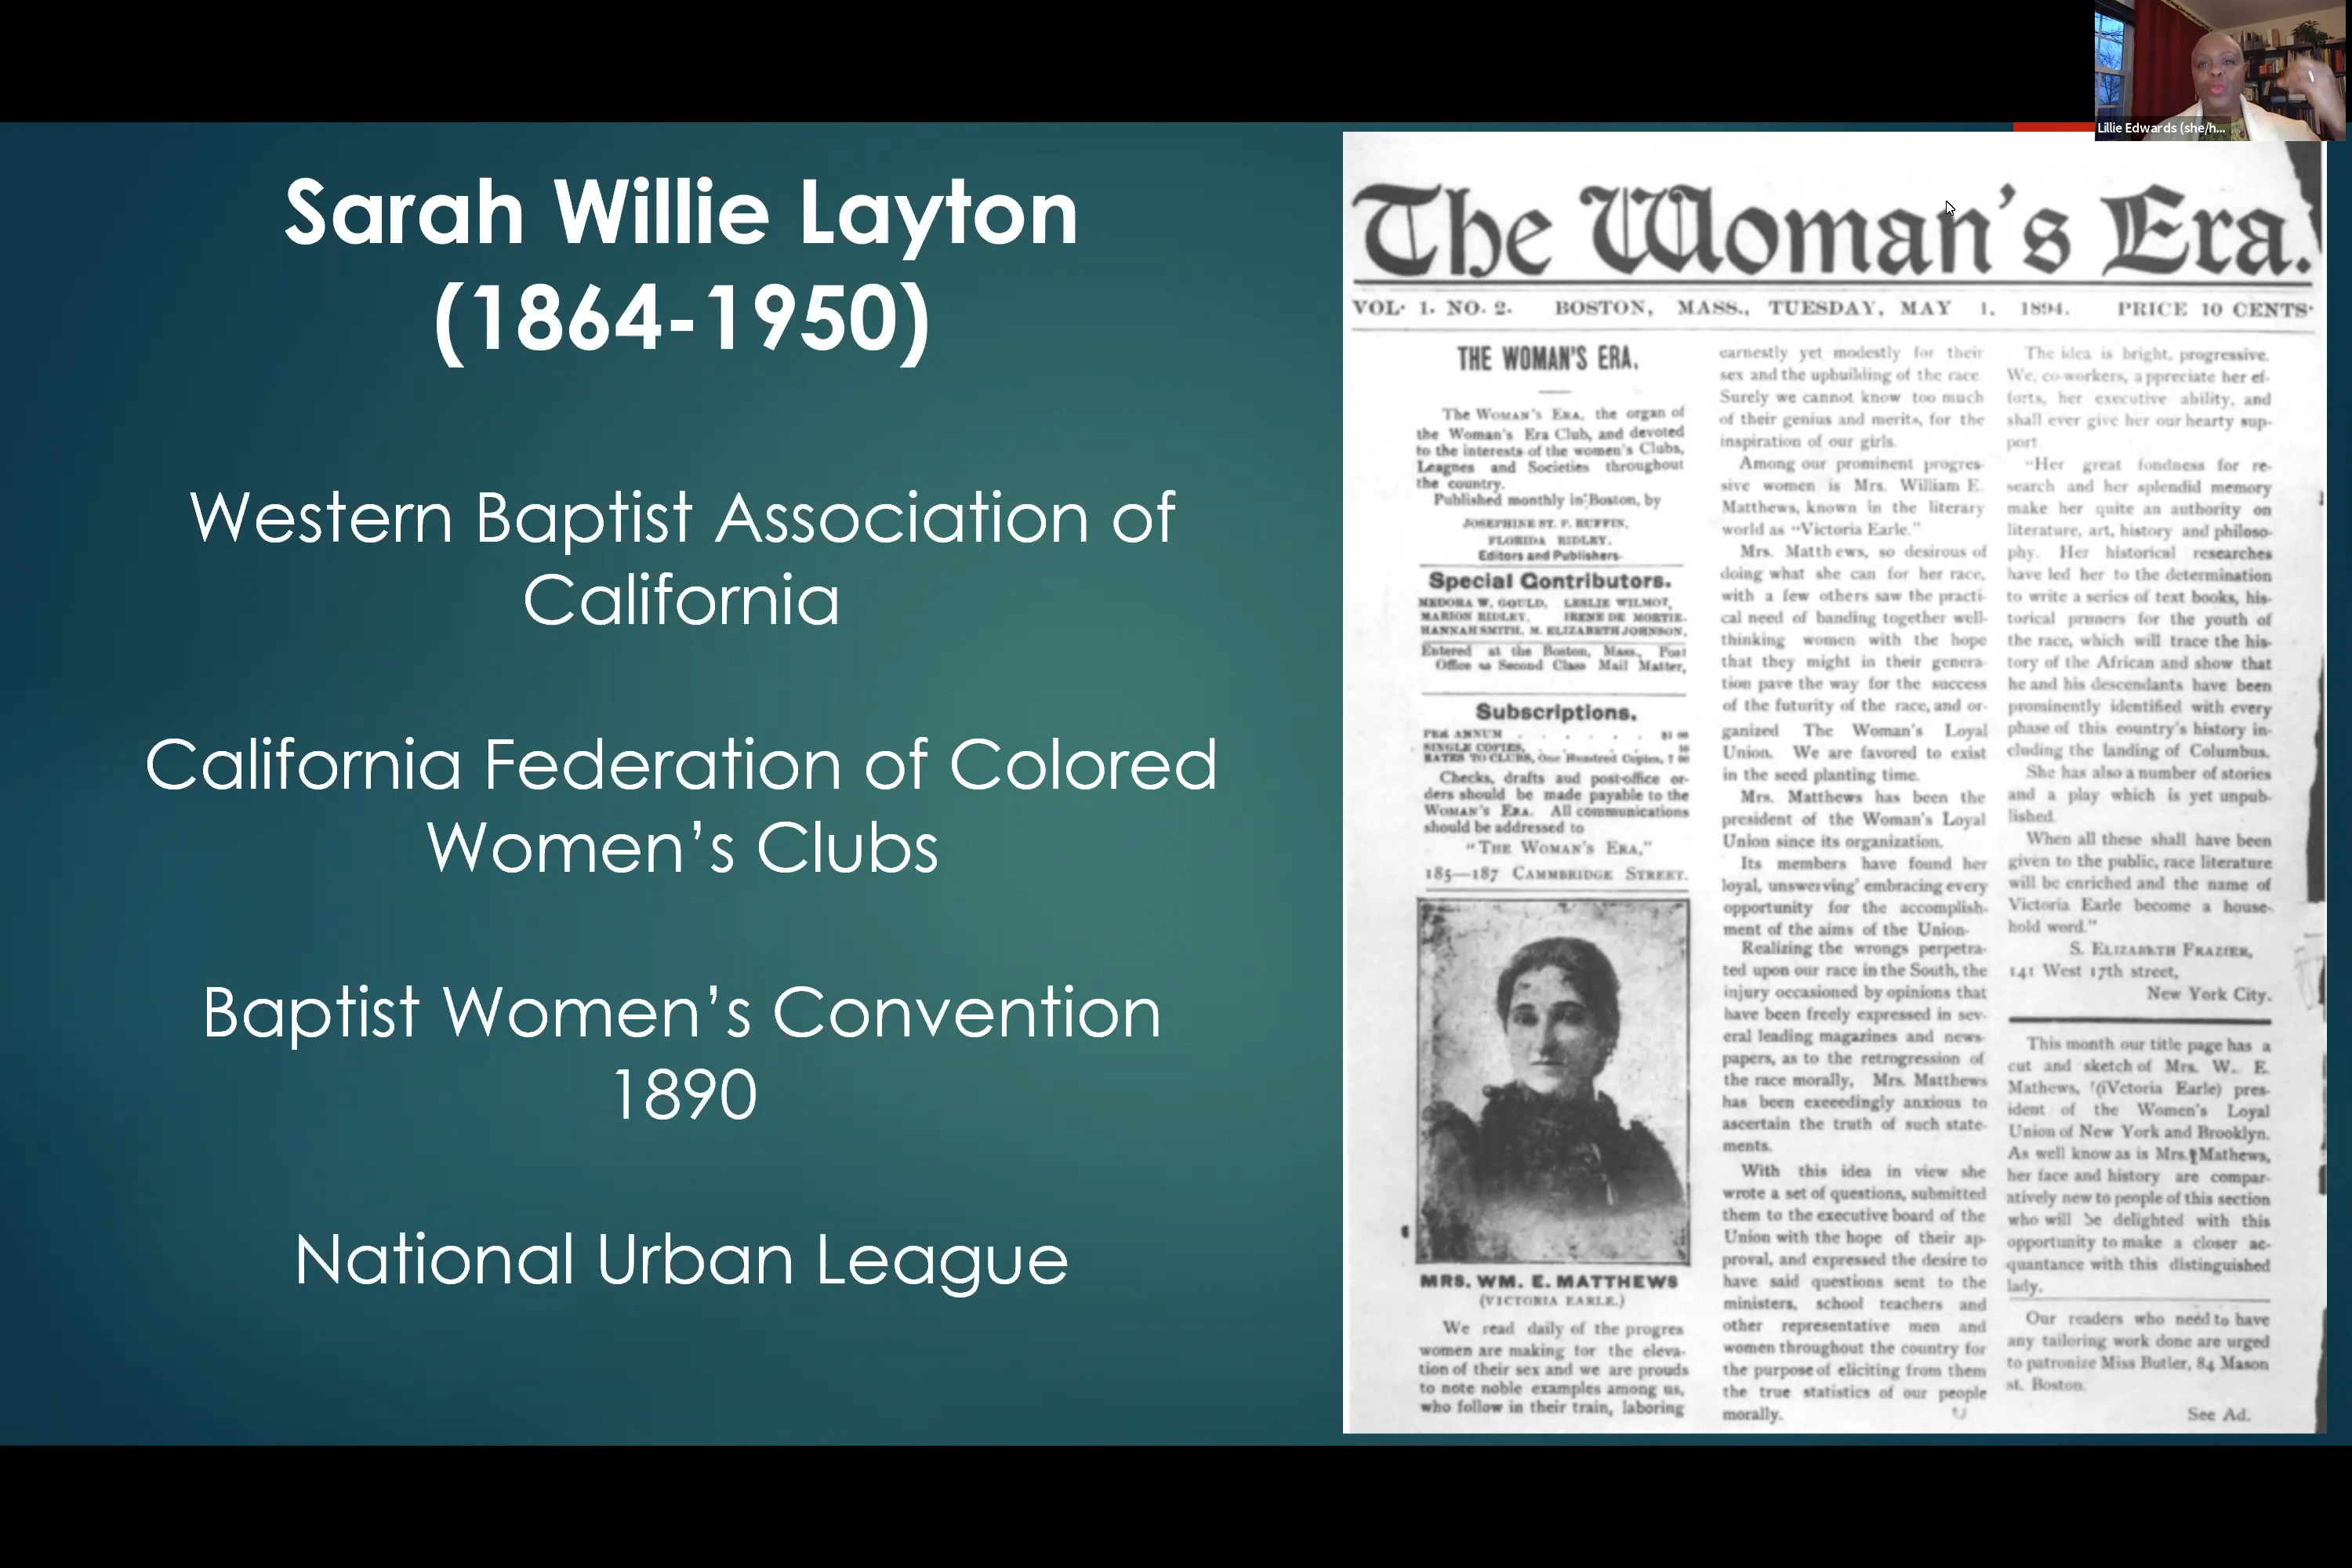 Sarah Willie Layton
(1864-1950)
Western Baptist Association of
California
California Federation of Colored
Women's Clubs
Baptist Women's Convention
1890
National Urban League
Lillie Edwards (she/h...
The Woman's Era.
VOL. 1. NO. 2. BOSTON, MASS., TUESDAY, MAY 1, 1894. PRICE 10 CENTS.
THE WOMAN'S ERA.
The WOMAN'S ERA, the organ of
the Woman's Era Club, and devoted
to the interests of the women's Clubs,
Leagnes and Societies throughout
the country.
Published monthly in Boston, by
JOSEPHINE ST. P. RUFFIN,
FLORIDA RIDLEY,
Editors and Publishers.
Special Contributors.
MEDORA W. GOULD, LESLIE WILMOT,
MARION RIDLEY, IRENE DE MORTIE.
HANNAH SMITH, M. ELIZABETH JOHNSON,
Entered at the Boston, Mass., Post
Office as Second Class Mail Matter,
Subscriptions.
PER ANNUM . . . . . $1 00
SINGLE COPIES, . . . . 10
RATES TO CLUBS, One Hundred Copies, 7 00
Checks, drafts aud post-office or-
ders should be made payable to the
WOMAN'S ERA. All communications
should be addressed to
"THE WOMAN'S ERA,"
185—187 CAMMBRIDGE STREET.
MRS. WM. E. MATTHEWS
(VICTORIA EARLE.)
We read daily of the progres
women are making for the eleva-
tion of their sex and we are prouds
to note noble examples among us,
who follow in their train, laboring
earnestly yet modestly for their
sex and the upbuilding of the race.
Surely we cannot know too much
of their genius and merits, for the
inspiration of our girls.
Among our prominent progres-
sive women is Mrs. William E.
Matthews, known in the literary
world as "Victoria Earle."
Mrs. Matthews, so desirous of
doing what she can for her race,
with a few others saw the practi-
cal need of banding together well-
thinking women with the hope
that they might in their genera-
tion pave the way for the success
of the futurity of the race, and or-
ganized The Woman's Loyal
Union. We are favored to exist
in the seed planting time.
Mrs. Matthews has been the
president of the Woman's Loyal
Union since its organization.
Its members have found her
loyal, unswerving' embracing every
opportunity for the accomplish-
ment of the aims of the Union-
Realizing the wrongs perpetra-
ted upon our race in the South, the
injury occasioned by opinions that
have been freely expressed in sev-
eral leading magazines and news-
papers, as to the retrogression of
the race morally, Mrs. Matthews
has been exceedingly anxious to
ascertain the truth of such state-
ments.
With this idea in view she
wrote a set of questions, submitted
them to the executive board of the
Union with the hope of their ap-
proval, and expressed the desire to
have said questions sent to the
ministers, school teachers and
other representative men and
women throughout the country for
the purpose of eliciting from them
the true statistics of our people
morally.
The idea is bright, progressive.
We, co-workers, appreciate her ef-
forts, her executive ability, and
shall ever give her our hearty sup-
port
"Her great fondness for re-
search and her splendid memory
make her quite an authority on
literature, art, history and philoso-
phy. Her historical researches
have led her to the determination
to write a series of text books, his-
torical primers for the youth of
the race, which will trace the his-
tory of the African and show that
he and his descendants have been
prominently identified with every
phase of this country's history in-
cluding the landing of Columbus.
She has also a number of stories
and a play which is yet unpub-
lished.
When all these shall have been
given to the public, race literature
will be enriched and the name of
Victoria Earle become a house-
hold word."
S. ELIZABETH FRAZIER,
141 West 17th street,
New York City.
This month our title page has a
cut and sketch of Mrs. W. E.
Mathews, '(iVctoria Earle) pres-
ident of the Women's Loyal
Union of New York and Brooklyn.
As well know as is Mrs. Mathews,
her face and history are compar-
atively new to people of this section
who will be delighted with this
opportunity to make a closer ac-
quantance with this distinguished
lady.
Our readers who need to have
any tailoring work done are urged
to patronize Miss Butler, 84 Mason
st. Boston.
See Ad.